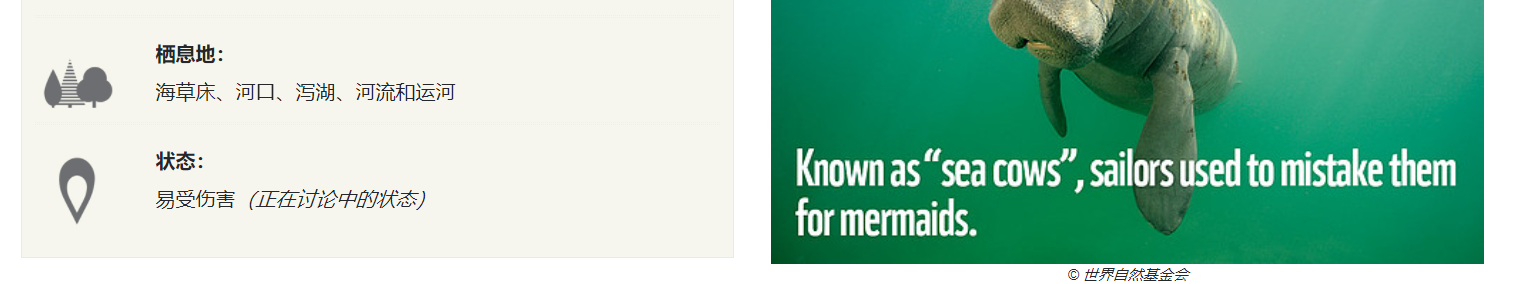 栖息地：
海草床、河口、泻湖、河流和运河
状态：
易受伤害（正在讨论中的状态）
Known as “sea cows”, sailors used to mistake them
for mermaids.
© 世界自然基金会